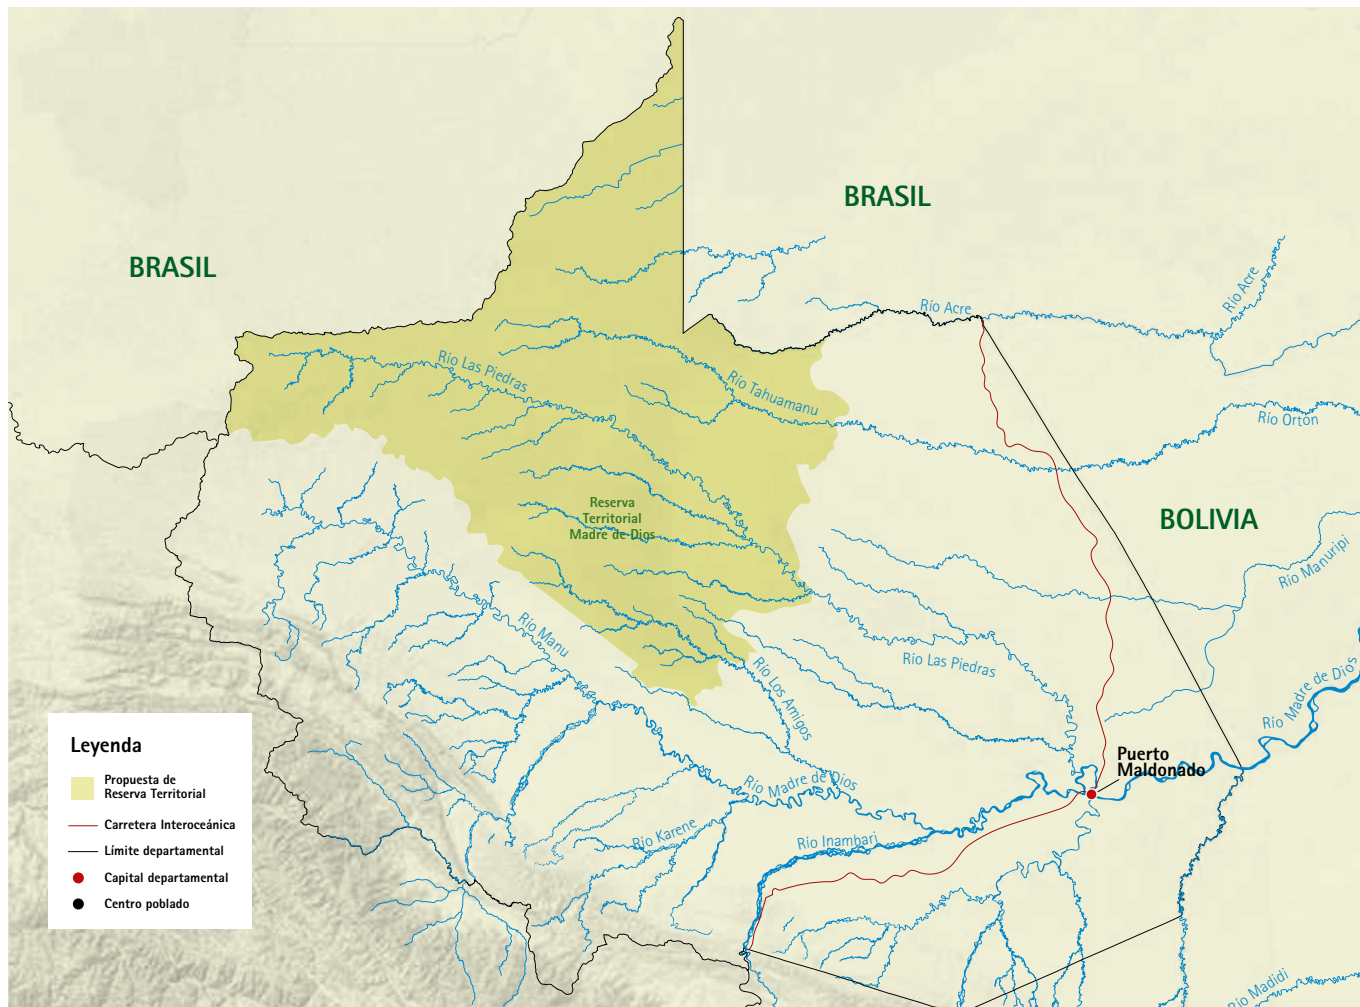 BRASIL
BRASIL
Río Acre
Río Acre
Río Las Piedras
Río Tahuamanu
Río Orton
Reserva
Territorial
Madre de Dios
BOLIVIA
Río Manuripi
Río Manu
Río Las Piedras
Río Los Amigos
Río Madre de Dios
Puerto
Maldonado
Río Madre de Dios
Río Karene
Río Inambari
Río Madidi
Leyenda
Propuesta de
Reserva Territorial
Carretera Interoceánica
Límite departamental
Capital departamental
Centro poblado